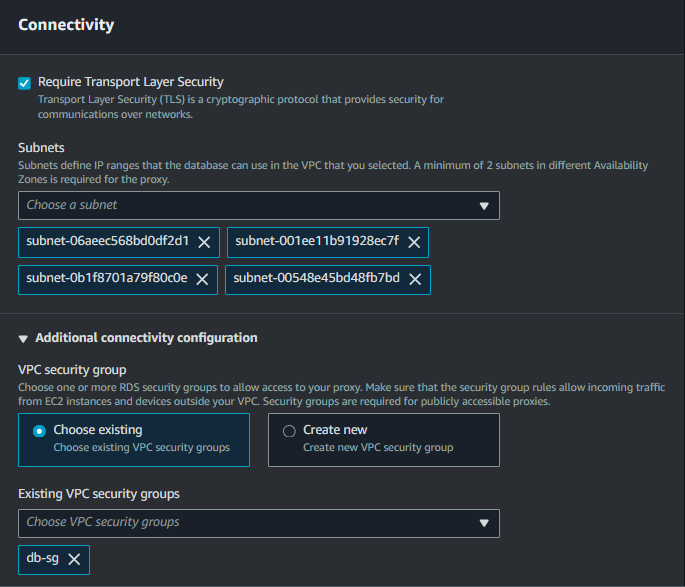 Connectivity
Require Transport Layer Security
Transport Layer Security (TLS) is a cryptographic protocol that provides security for
communications over networks.
Subnets
Subnets define IP ranges that the database can use in the VPC that you selected. A minimum of 2 subnets in different Availability
Zones is required for the proxy.
Choose a subnet
subnet-06aeec568bd0df2d1
subnet-001ee11b91928ec7f
subnet-0b1f8701a79f80c0e
subnet-00548e45bd48fb7bd
Additional connectivity configuration
VPC security group
Choose one or more RDS security groups to allow access to your proxy. Make sure that the security group rules allow incoming traffic
from EC2 instances and devices outside your VPC. Security groups are required for publicly accessible proxies.
Choose existing
Choose existing VPC security groups
Create new
Create new VPC security group
Existing VPC security groups
Choose VPC security groups
db-sg